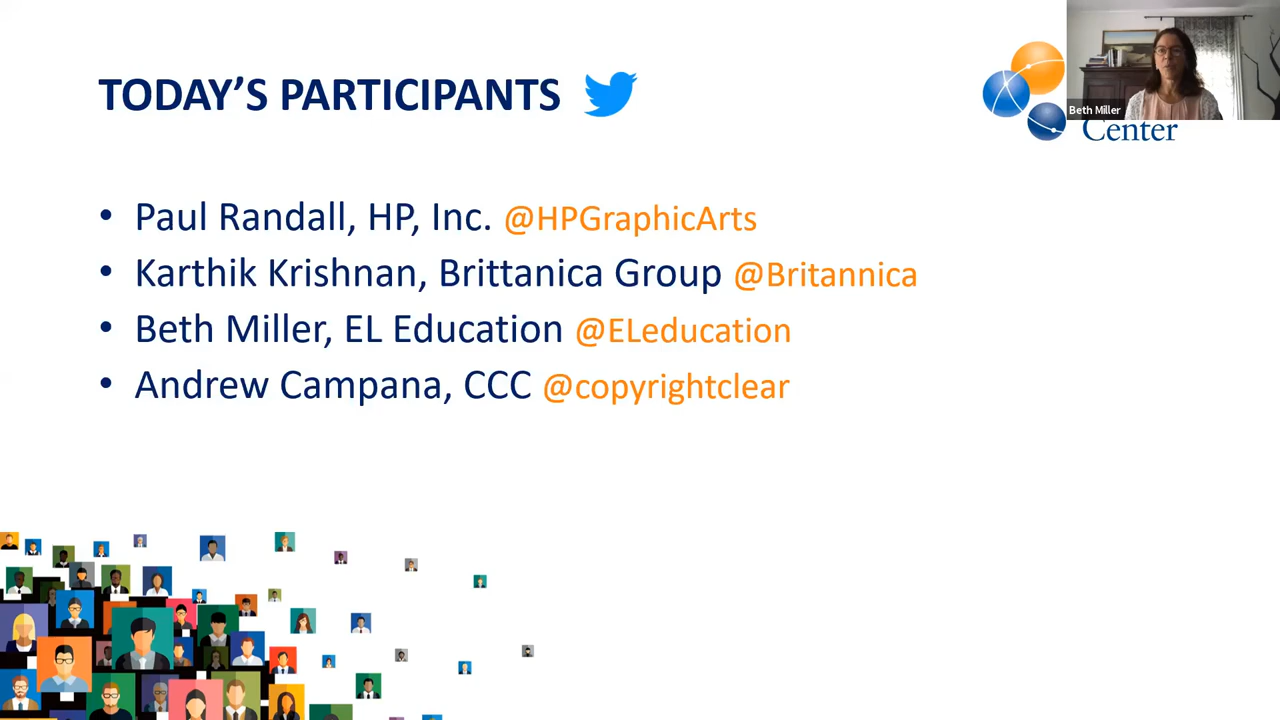 TODAY'S PARTICIPANTS
Beth Miller
Center
• Paul Randall, HP, Inc. @HPGraphicArts
• Karthik Krishnan, Brittanica Group @Britannica
• Beth Miller, EL Education @ELeducation
• Andrew Campana, CCC @copyrightclear